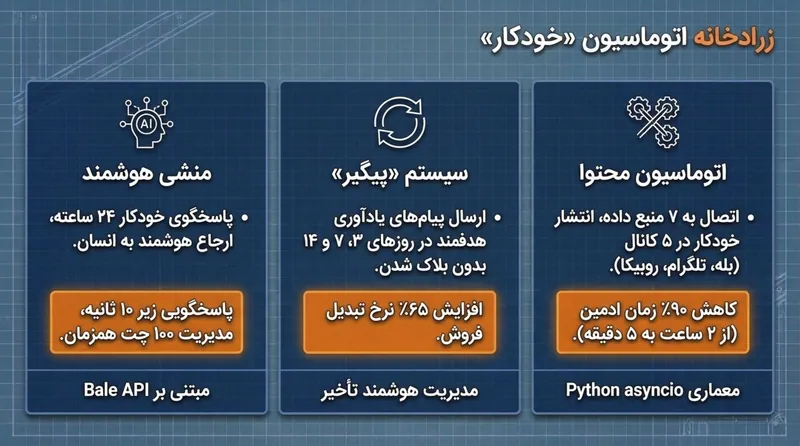 زرادخانه اتوماسیون «خودکار»
اتوماسیون محتوا
• اتصال به ۷ منبع داده، انتشار
خودکار در ۵ کانال
(بله، تلگرام، روبیکا).
کاهش ۹۰٪ زمان ادمین
(از ۲ ساعت به ۵ دقیقه).
معماری Python asyncio
سیستم «پیگیر»
• ارسال پیام‌های یادآوری
هدفمند در روزهای ۳، ۷ و ۱۴
بدون بلاک شدن.
افزایش ۶۵٪ نرخ تبدیل
فروش.
مدیریت هوشمند تأخیر
AI
منشی هوشمند
• پاسخگوی خودکار ۲۴ ساعته،
ارجاع هوشمند به انسان.
پاسخگویی زیر ۱۰ ثانیه،
مدیریت ۱۰۰ چت همزمان.
مبتنی بر Bale API